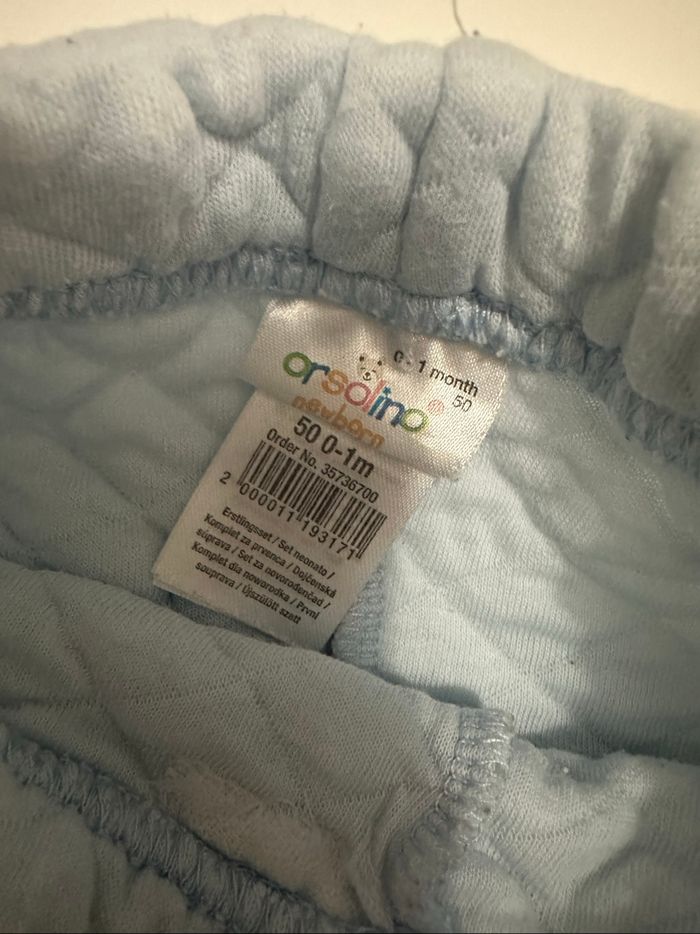 0 - 1 month
50
orsolino®
newborn
50 0-1m
Order No. 35736700
2 000011 193171
Erstlingsset / Set neonato /
Komplet za prvenca / Dojčenská
súprava / Set za novorođenčad /
Komplet dla noworodka / První
souprava / Újszülött szett